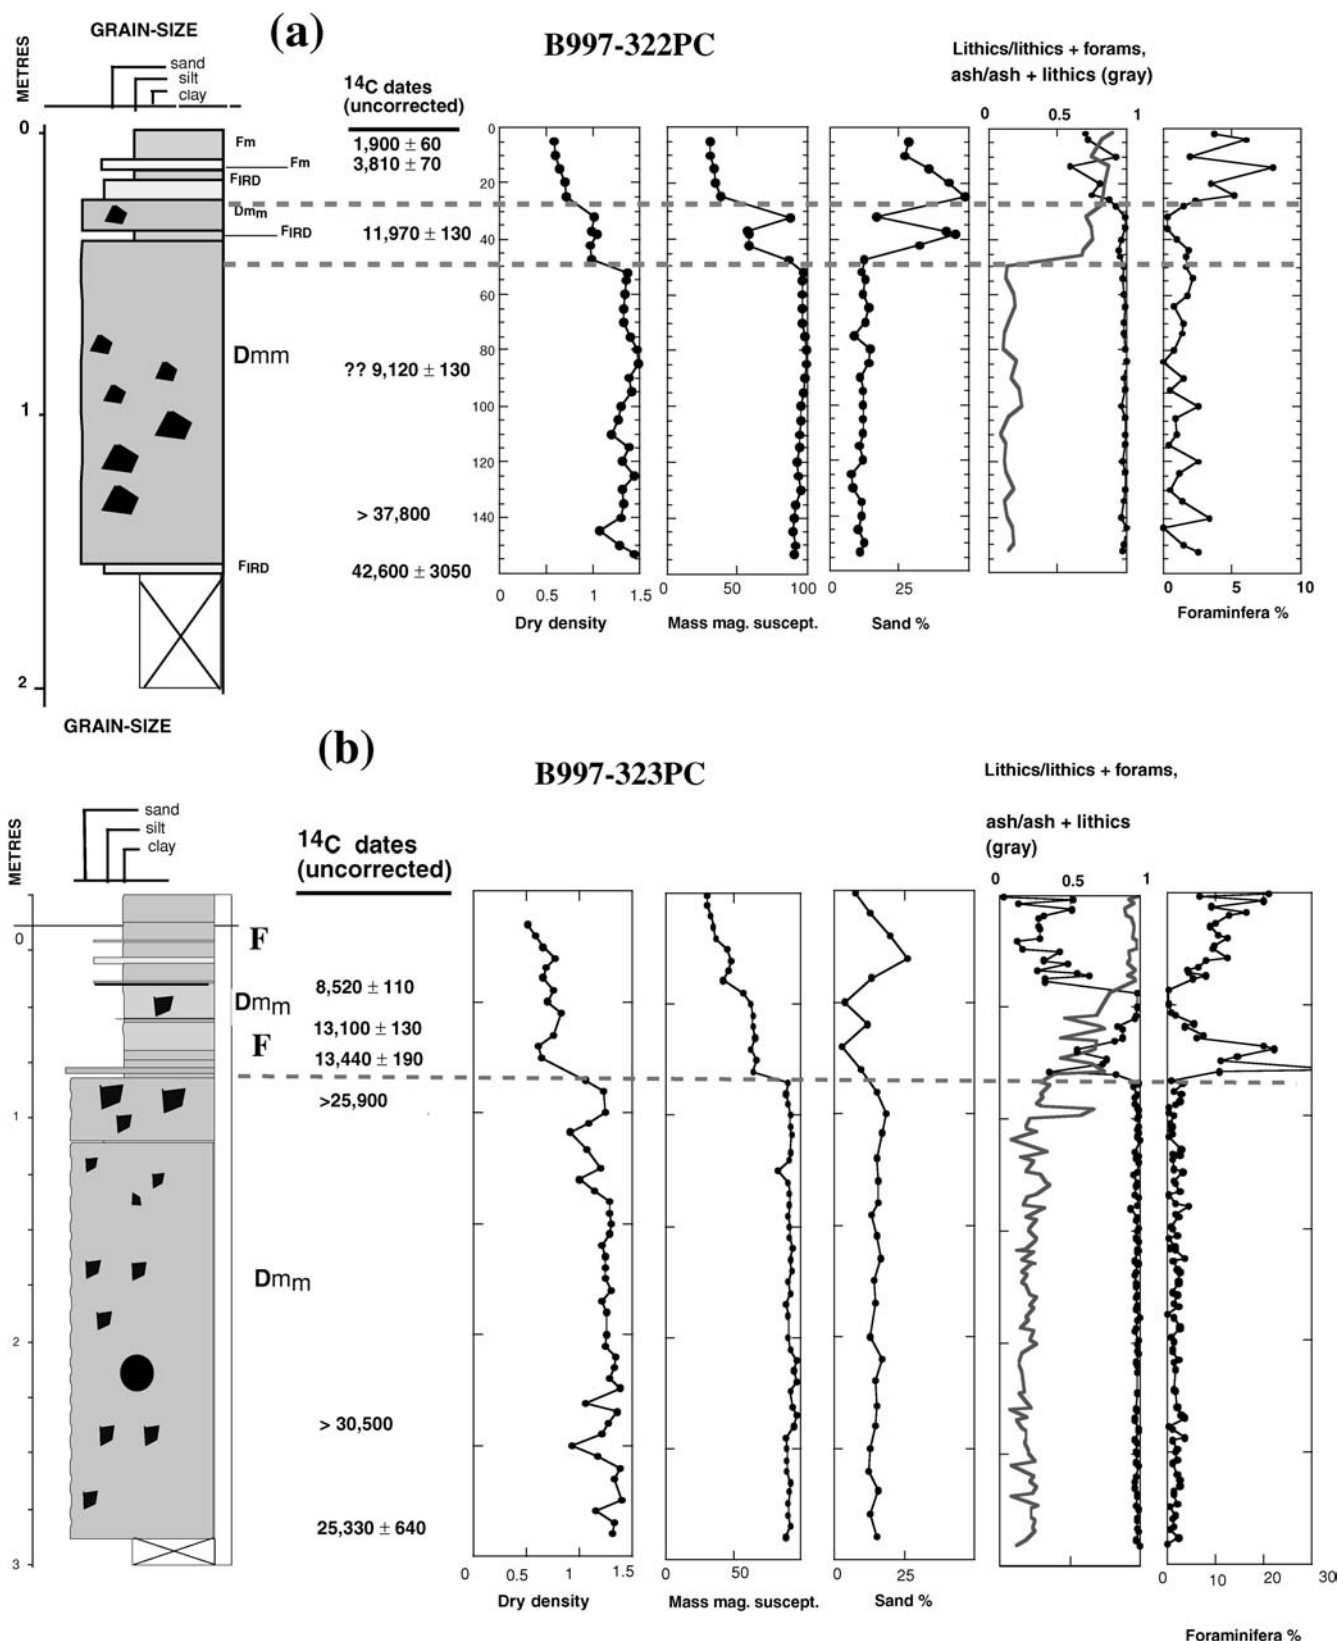 (a)
B997-322PC
GRAIN-SIZE
METRES
sand
silt
clay
14C dates
(uncorrected)
Lithics/lithics + forams,
ash/ash + lithics (gray)
0 0.5 1
0
1
2
Fm
Fm
FIRD
Dmm
FIRD
Dmm
FIRD
1,900 ± 60
3,810 ± 70
11,970 ± 130
?? 9,120 ± 130
> 37,800
42,600 ± 3050
0
20
40
60
80
100
120
140
0 0.5 1 1.5
Dry density
0 50 100
Mass mag. suscept.
0 25
Sand %
0 5 10
Foraminfera %
GRAIN-SIZE
(b)
B997-323PC
METRES
sand
silt
clay
14C dates
(uncorrected)
Lithics/lithics + forams,
ash/ash + lithics
(gray)
0 0.5 1
0
1
2
3
F
Dmm
F
Dmm
8,520 ± 110
13,100 ± 130
13,440 ± 190
>25,900
> 30,500
25,330 ± 640
0 0.5 1 1.5
Dry density
0 50 100
Mass mag. suscept.
0 25
Sand %
0 10 20 30
Foraminifera %